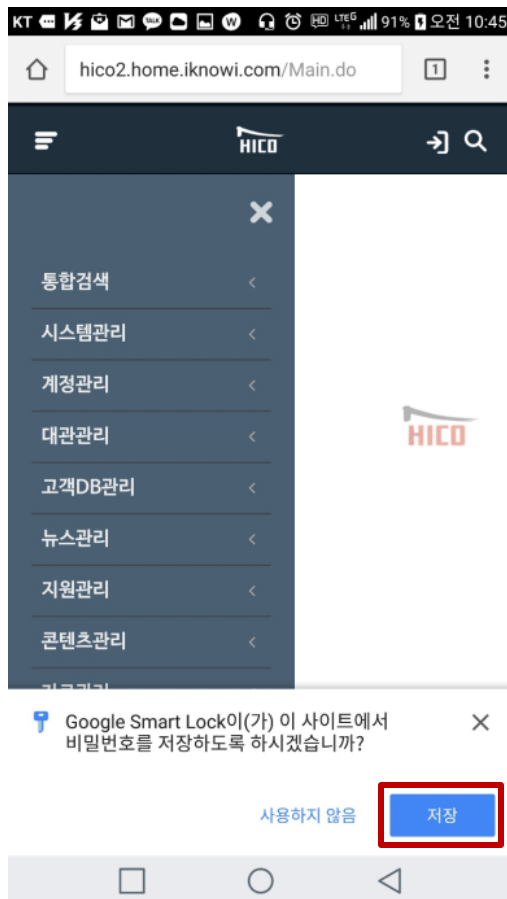 KT 91% 오전 10:45
hico2.home.iknowi.com/Main.do 1
HICO
통합검색
시스템관리
계정관리
대관관리
고객DB관리
HICO
뉴스관리
지원관리
콘텐츠관리
Google Smart Lock이(가) 이 사이트에서
비밀번호를 저장하도록 하시겠습니까?
사용하지 않음 저장